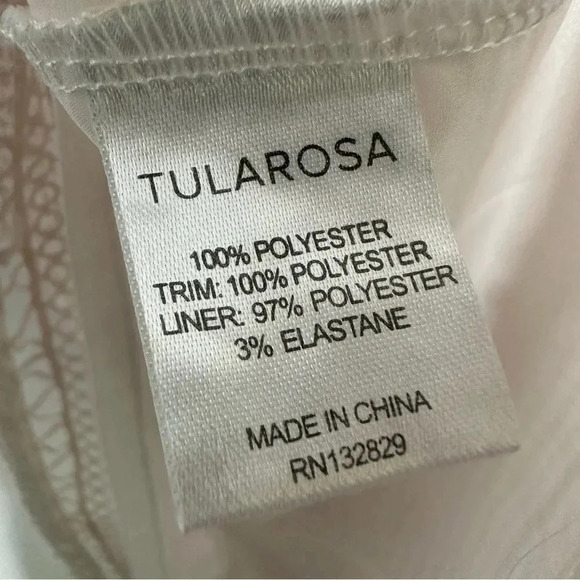 TULAROSA
100% POLYESTER
TRIM: 100% POLYESTER
LINER: 97% POLYESTER
3% ELASTANE
MADE IN CHINA
RN132829